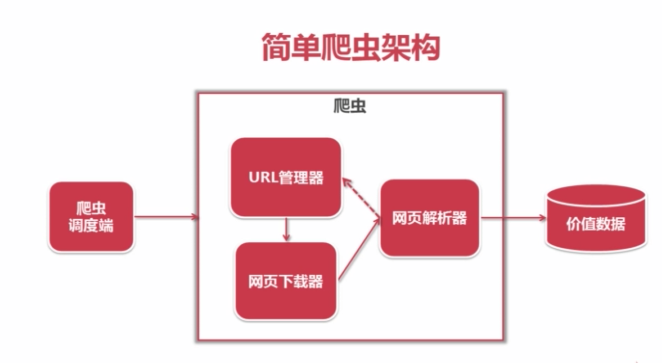 简单爬虫架构
爬虫
URL管理器
爬虫
调度端
网页解析器
价值数据
网页下载器